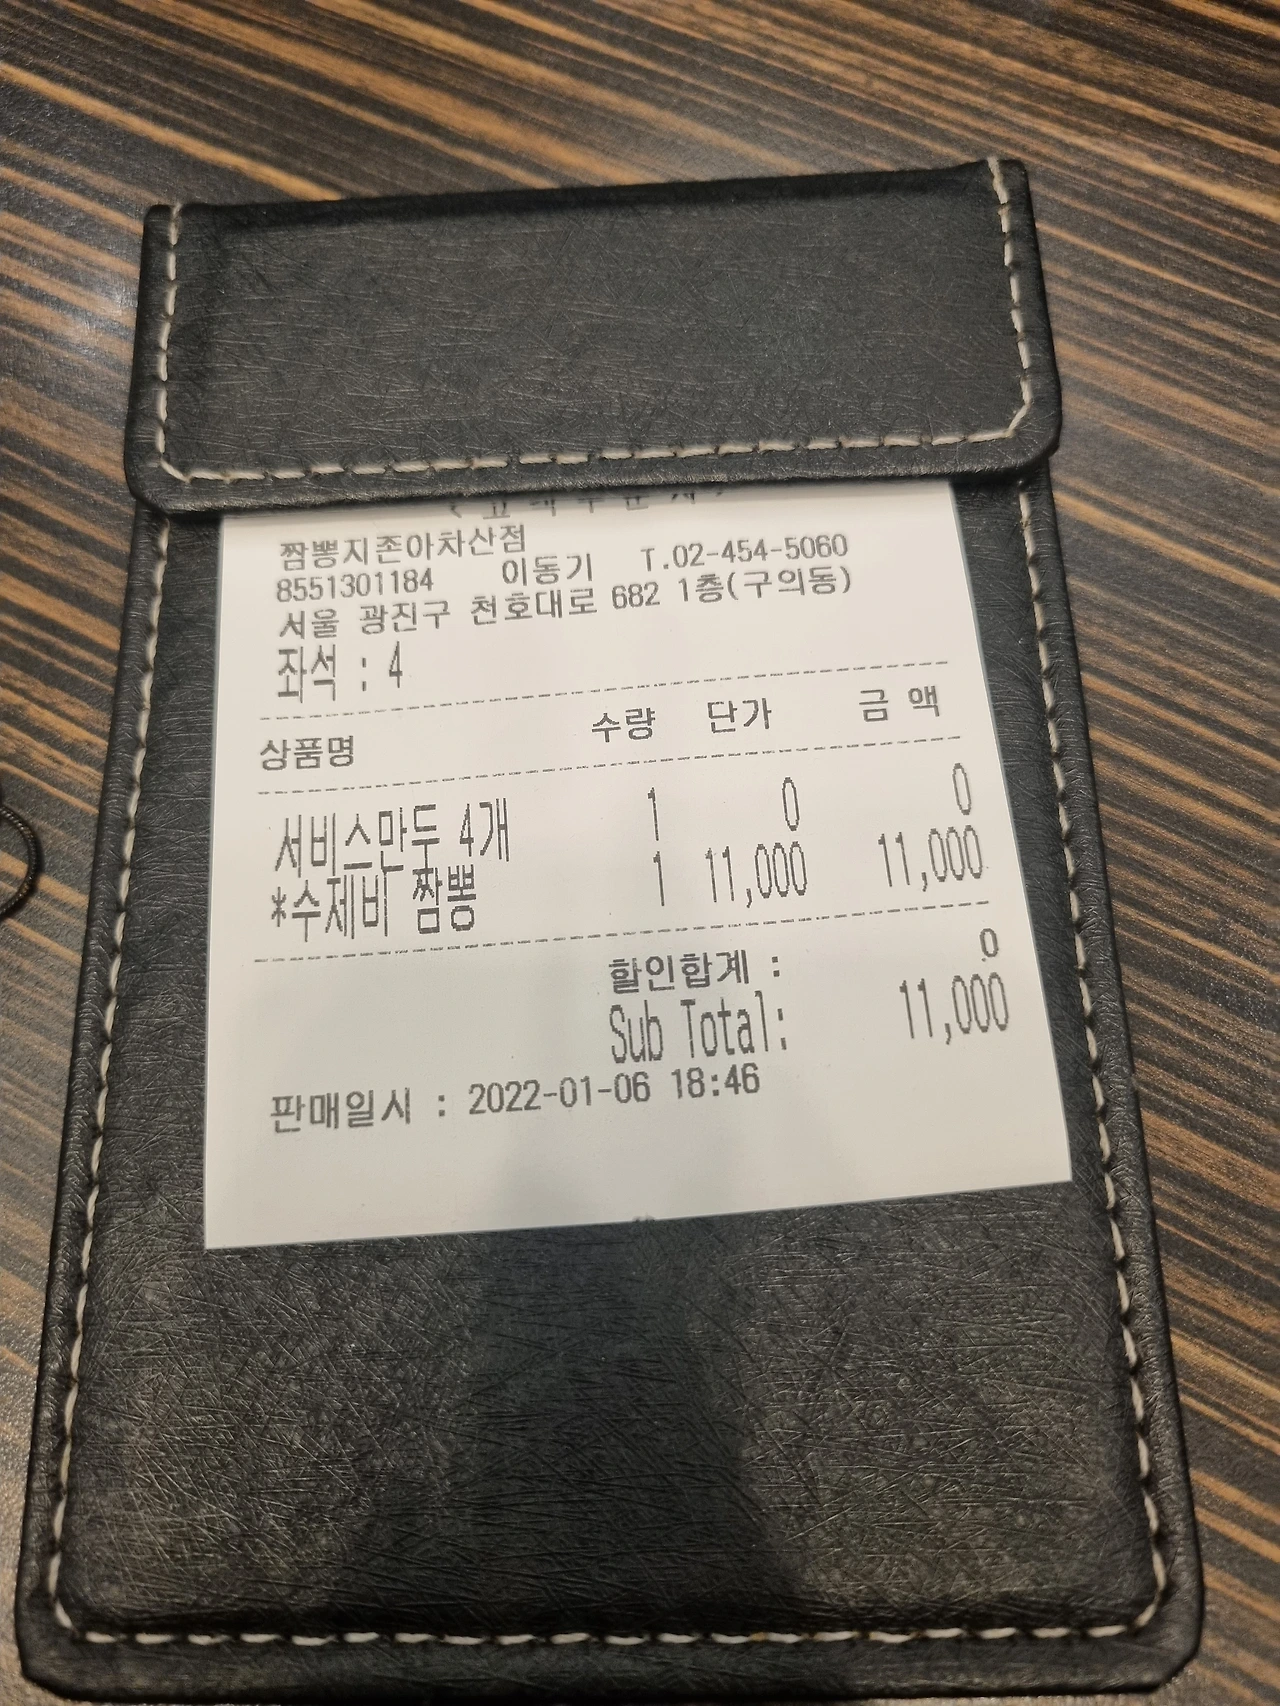 짬뽕지존아차산점
8551301184 이동기 T.02-454-5060
서울 광진구 천호대로 682 1층(구의동)
좌석 : 4
상품명 수량 단가 금 액
서비스만두 4개 1 0 0
*수제비 짬뽕 1 11,000 11,000
할인합계 : 0
Sub Total: 11,000
판매일시 : 2022-01-06 18:46